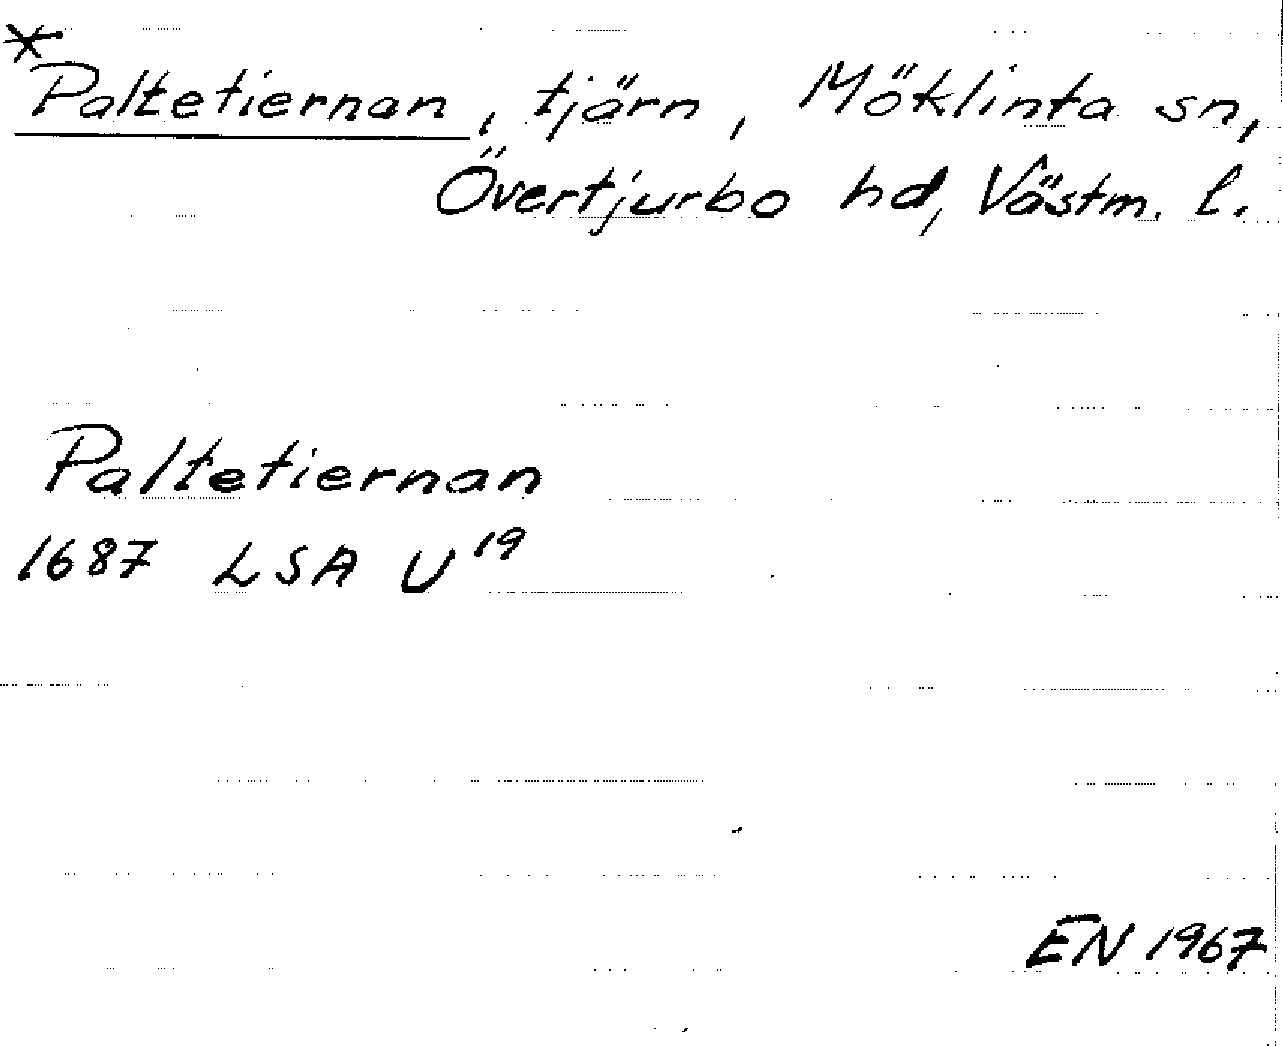 * Paltetiernan, tjärn, Möklinta sn,
Övertjurbo hd, Västm. l.
Paltetiernan
1687 LSA U¹⁹
EN 1967